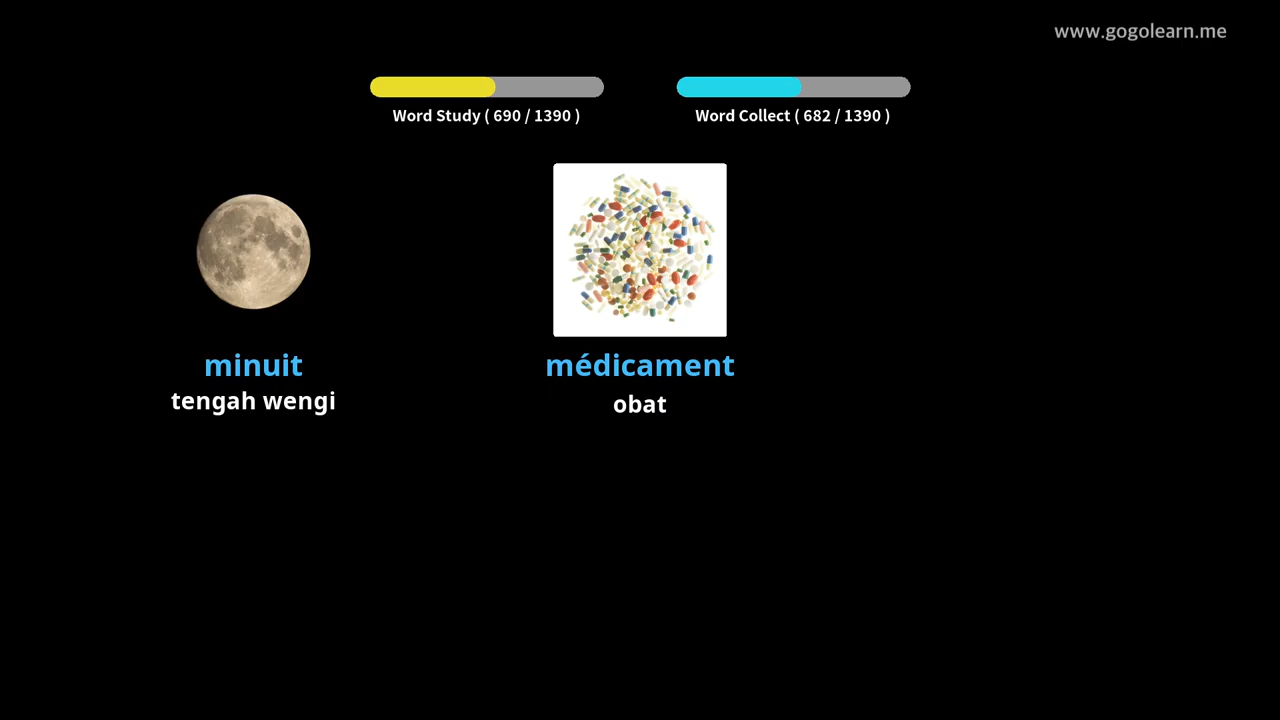 www.gogolearn.me
Word Study ( 690 / 1390 )
Word Collect ( 682 / 1390 )
minuit
tengah wengi
médicament
obat